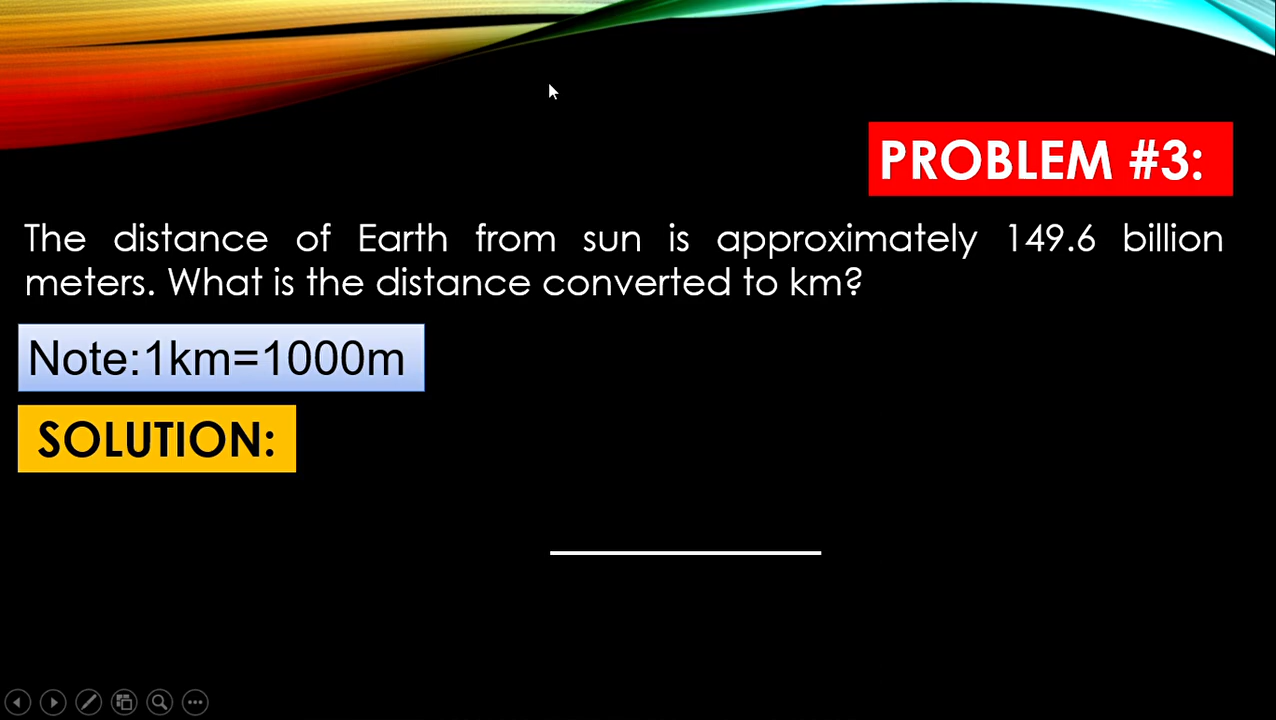 PROBLEM #3:
The distance of Earth from sun is approximately 149.6 billion
meters. What is the distance converted to km?
Note:1km=1000m
SOLUTION: